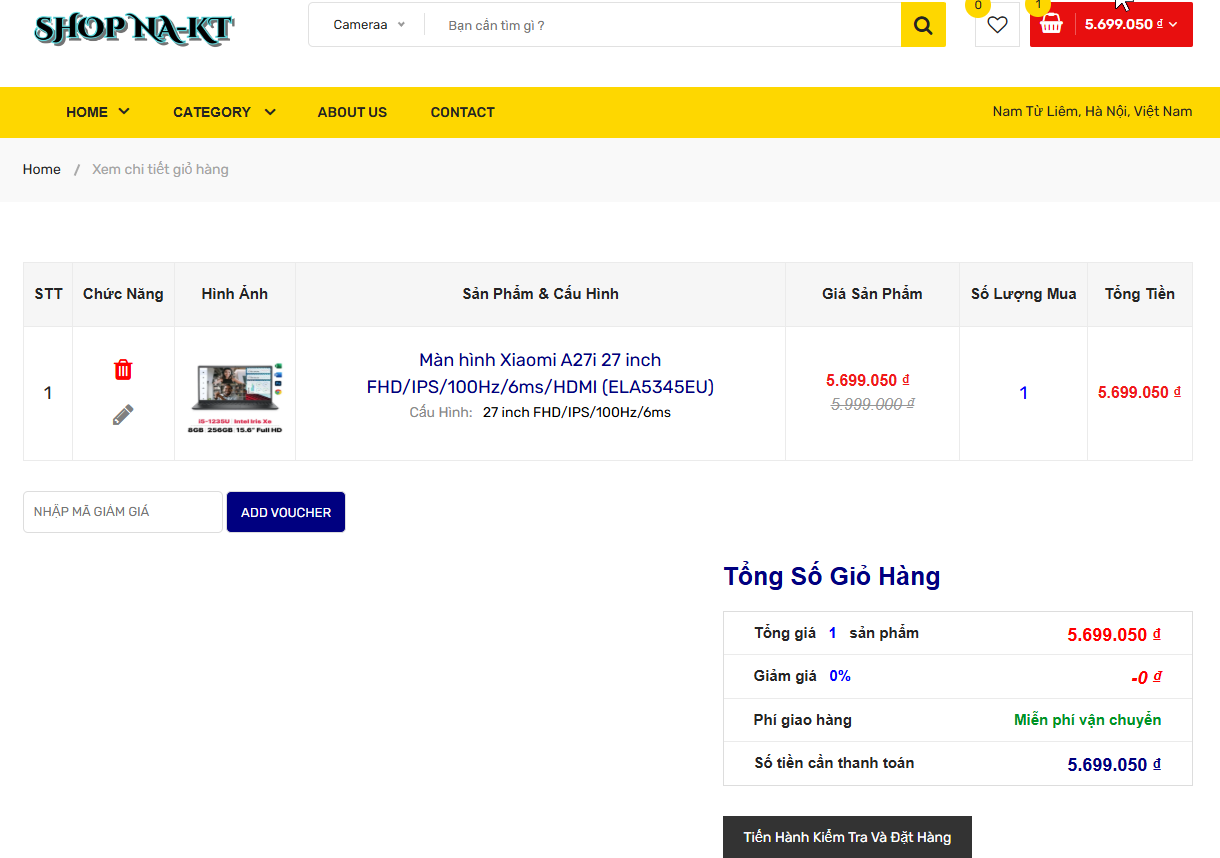 SHOP NA-KT
Cameraa
Bạn cần tìm gì ?
0
1
5.699.050 ₫
HOME
CATEGORY
ABOUT US
CONTACT
Nam Từ Liêm, Hà Nội, Việt Nam
Home / Xem chi tiết giỏ hàng
STT
Chức Năng
Hình Ảnh
Sản Phẩm & Cấu Hình
Giá Sản Phẩm
Số Lượng Mua
Tổng Tiền
1
i5-1235U Intel Iris Xe
8GB 256GB 15.6" Full HD
Màn hình Xiaomi A27i 27 inch
FHD/IPS/100Hz/6ms/HDMI (ELA5345EU)
Cấu Hình: 27 inch FHD/IPS/100Hz/6ms
5.699.050 ₫
5.999.000 ₫
1
5.699.050 ₫
NHẬP MÃ GIẢM GIÁ
ADD VOUCHER
Tổng Số Giỏ Hàng
Tổng giá 1 sản phẩm 5.699.050 ₫
Giảm giá 0% -0 ₫
Phí giao hàng Miễn phí vận chuyển
Số tiền cần thanh toán 5.699.050 ₫
Tiến Hành Kiểm Tra Và Đặt Hàng